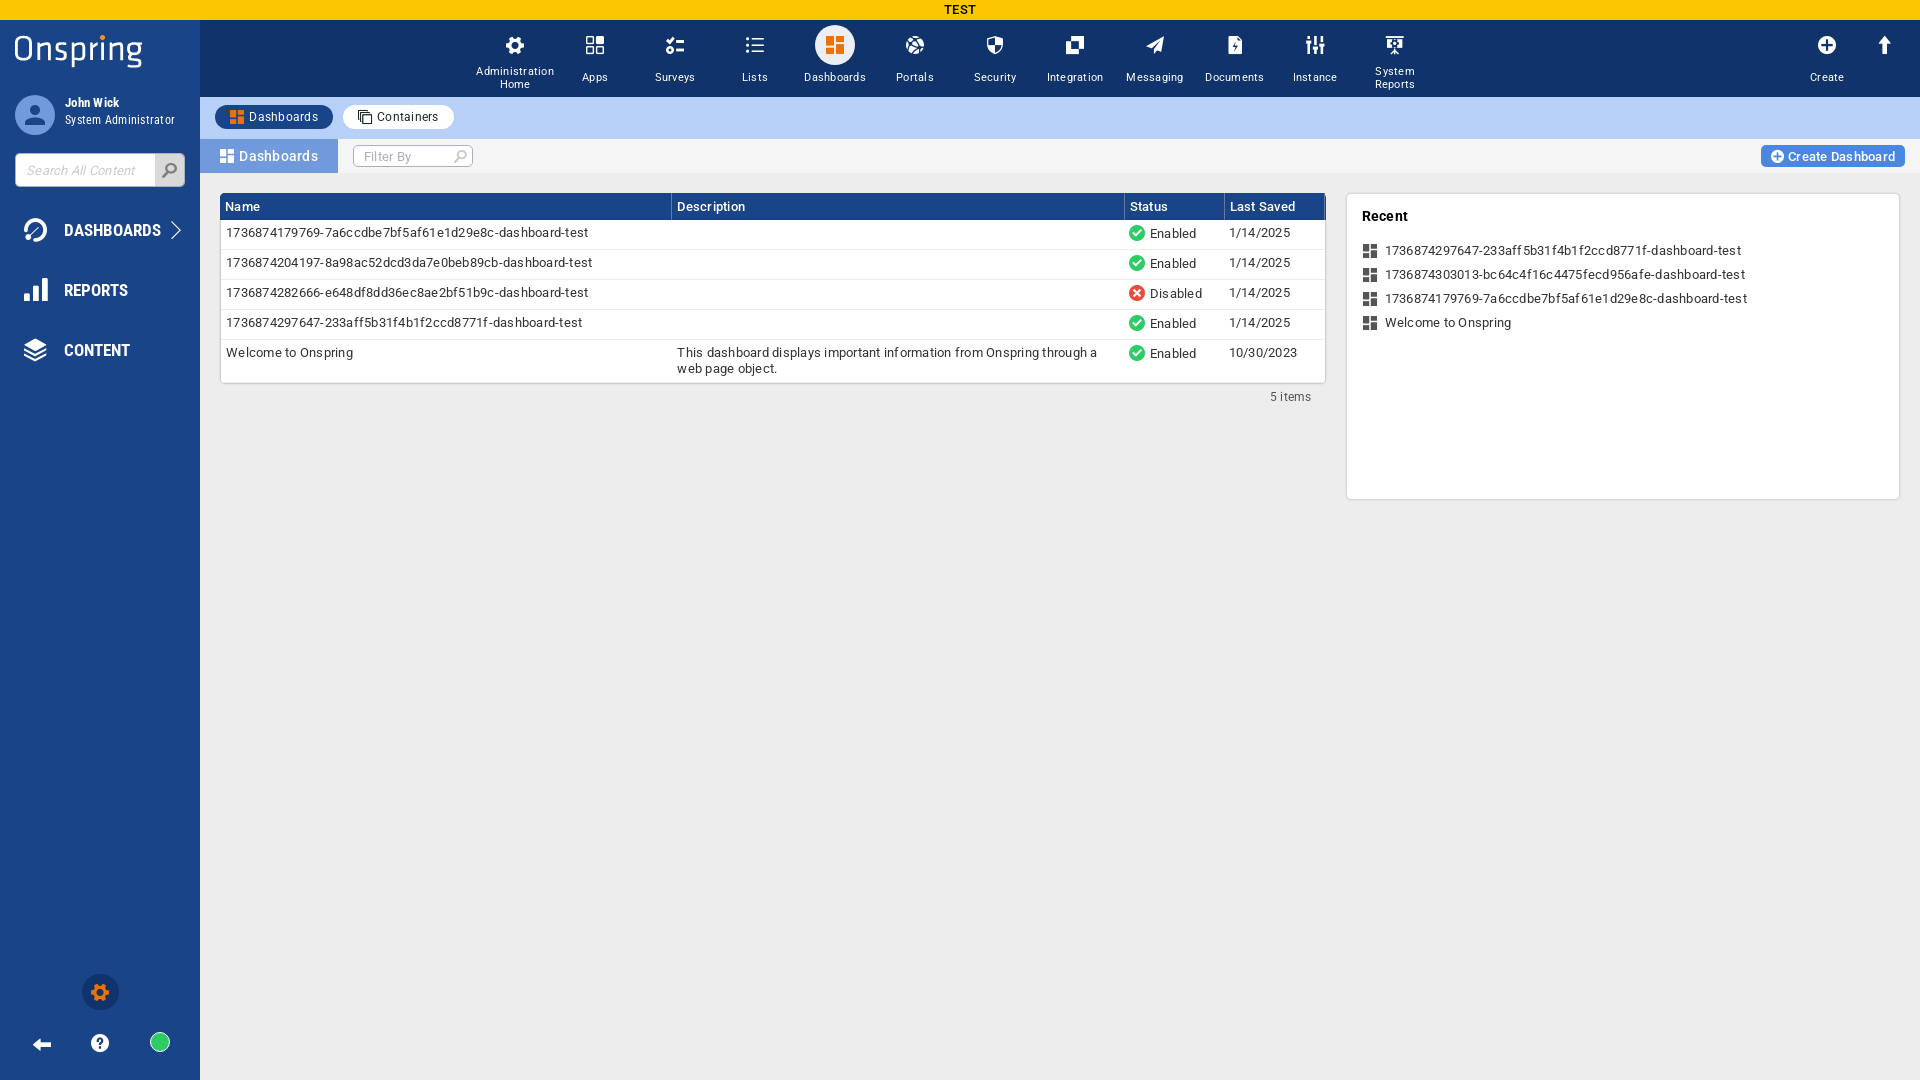 TEST
Onspring
Administration
Home
Apps
Surveys
Lists
Dashboards
Portals
Security
Integration
Messaging
Documents
Instance
System
Reports
Create
John Wick
System Administrator
Search All Content
DASHBOARDS
REPORTS
CONTENT
Dashboards
Containers
Dashboards
Filter By
Create Dashboard
Name Description Status Last Saved
1736874179769-7a6ccdbe7bf5af61e1d29e8c-dashboard-test Enabled 1/14/2025
1736874204197-8a98ac52dcd3da7e0beb89cb-dashboard-test Enabled 1/14/2025
1736874282666-e648df8dd36ec8ae2bf51b9c-dashboard-test Disabled 1/14/2025
1736874297647-233aff5b31f4b1f2ccd8771f-dashboard-test Enabled 1/14/2025
Welcome to Onspring This dashboard displays important information from Onspring through a Enabled 10/30/2023
web page object.
5 items
Recent
1736874297647-233aff5b31f4b1f2ccd8771f-dashboard-test
1736874303013-bc64c4f16c4475fecd956afe-dashboard-test
1736874179769-7a6ccdbe7bf5af61e1d29e8c-dashboard-test
Welcome to Onspring